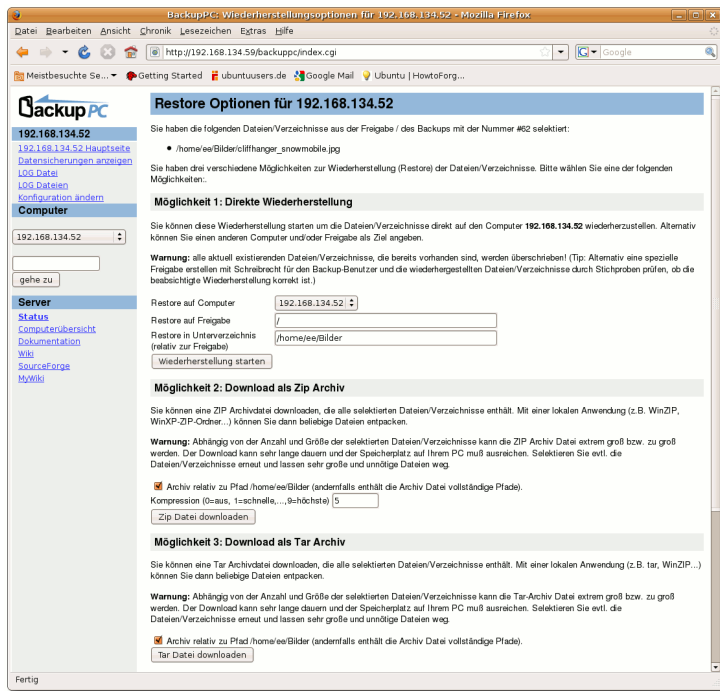 BackupPC: Wiederherstellungsoptionen für 192.168.134.52 - Mozilla Firefox
Datei Bearbeiten Ansicht Chronik Lesezeichen Extras Hilfe
http://192.168.134.59/backuppc/index.cgi
Google
Meistbesuchte Se... Getting Started ubuntuusers.de Google Mail Ubuntu | HowtoForg...
BackupPC
192.168.134.52
192.168.134.52 Hauptseite
Datensicherungen anzeigen
LOG Datei
LOG Dateien
Konfiguration ändern
Computer
192.168.134.52
gehe zu
Server
Status
Computerübersicht
Dokumentation
Wiki
SourceForge
MyWiki
Restore Optionen für 192.168.134.52
Sie haben die folgenden Dateien/Verzeichnisse aus der Freigabe / des Backups mit der Nummer #62 selektiert:
• /home/ee/Bilder/cliffhanger_snowmobile.jpg
Sie haben drei verschiedene Möglichkeiten zur Wiederherstellung (Restore) der Dateien/Verzeichnisse. Bitte wählen Sie eine der folgenden
Möglichkeiten:.
Möglichkeit 1: Direkte Wiederherstellung
Sie können diese Wiederherstellung starten um die Dateien/Verzeichnisse direkt auf den Computer 192.168.134.52 wiederherzustellen. Alternativ
können Sie einen anderen Computer und/oder Freigabe als Ziel angeben.
Warnung: alle aktuell existierenden Dateien/Verzeichnisse, die bereits vorhanden sind, werden überschrieben! (Tip: Alternativ eine spezielle
Freigabe erstellen mit Schreibrecht für den Backup-Benutzer und die wiederhergestellten Dateien/Verzeichnisse durch Stichproben prüfen, ob die
beabsichtigte Wiederherstellung korrekt ist.)
Restore auf Computer 192.168.134.52
Restore auf Freigabe /
Restore in Unterverzeichnis
(relativ zur Freigabe) /home/ee/Bilder
Wiederherstellung starten
Möglichkeit 2: Download als Zip Archiv
Sie können eine ZIP Archivdatei downloaden, die alle selektierten Dateien/Verzeichnisse enthält. Mit einer lokalen Anwendung (z.B. WinZIP,
WinXP-ZIP-Ordner...) können Sie dann beliebige Dateien entpacken.
Warnung: Abhängig von der Anzahl und Größe der selektierten Dateien/Verzeichnisse kann die ZIP Archiv Datei extrem groß bzw. zu groß
werden. Der Download kann sehr lange dauern und der Speicherplatz auf Ihrem PC muß ausreichen. Selektieren Sie evtl. die
Dateien/Verzeichnisse erneut und lassen sehr große und unnötige Dateien weg.
Archiv relativ zu Pfad /home/ee/Bilder (andernfalls enthält die Archiv Datei vollständige Pfade).
Kompression (0=aus, 1=schnelle,...,9=höchste) 5
Zip Datei downloaden
Möglichkeit 3: Download als Tar Archiv
Sie können eine Tar Archivdatei downloaden, die alle selektierten Dateien/Verzeichnisse enthält. Mit einer lokalen Anwendung (z.B. tar, WinZIP...)
können Sie dann beliebige Dateien entpacken.
Warnung: Abhängig von der Anzahl und Größe der selektierten Dateien/Verzeichnisse kann die Tar-Archiv Datei extrem groß bzw. zu groß
werden. Der Download kann sehr lange dauern und der Speicherplatz auf Ihrem PC muß ausreichen. Selektieren Sie evtl. die
Dateien/Verzeichnisse erneut und lassen sehr große und unnötige Dateien weg.
Archiv relativ zu Pfad /home/ee/Bilder (andernfalls enthält die Archiv Datei vollständige Pfade).
Tar Datei downloaden
Fertig